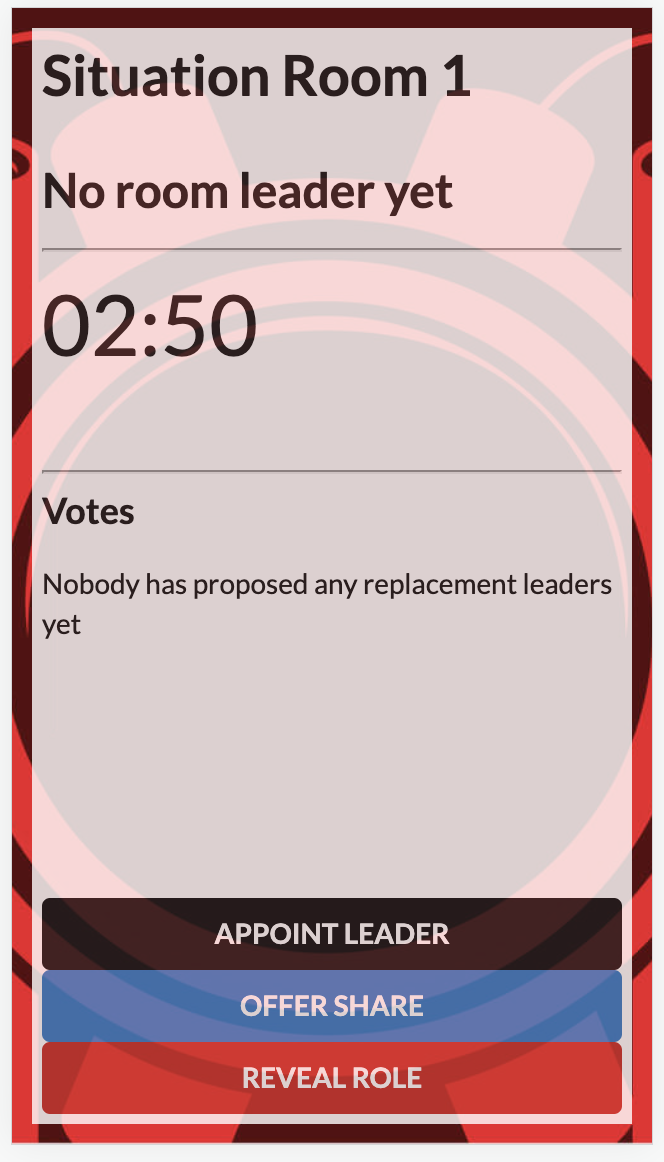 Situation Room 1
No room leader yet
02:50
Votes
Nobody has proposed any replacement leaders
yet
APPOINT LEADER
OFFER SHARE
REVEAL ROLE